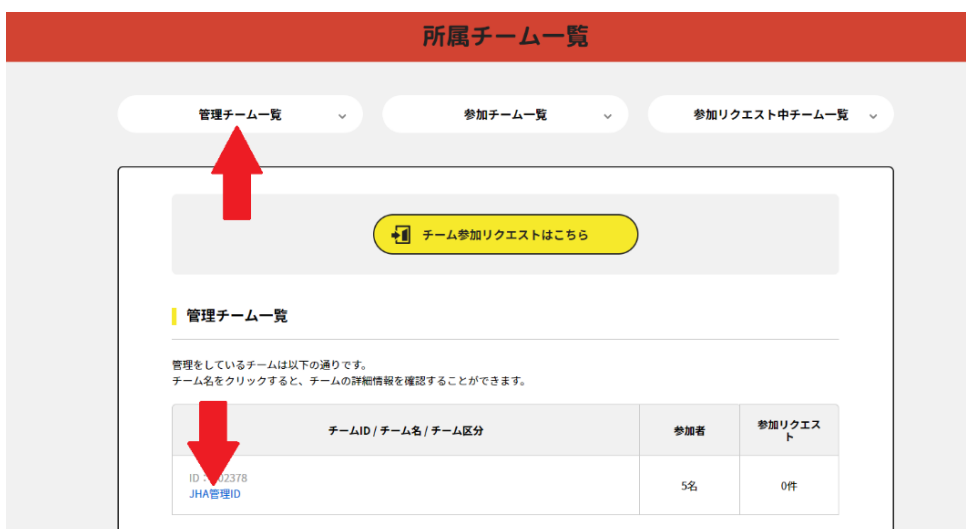 所属チーム一覧
管理チーム一覧
参加チーム一覧
参加リクエスト中チーム一覧
チーム参加リクエストはこちら
管理チーム一覧
管理をしているチームは以下の通りです。
チーム名をクリックすると、チームの詳細情報を確認することができます。
チームID / チーム名 / チーム区分
参加者
参加リクエス
ト
ID : 02378
JHA管理ID
5名
0件